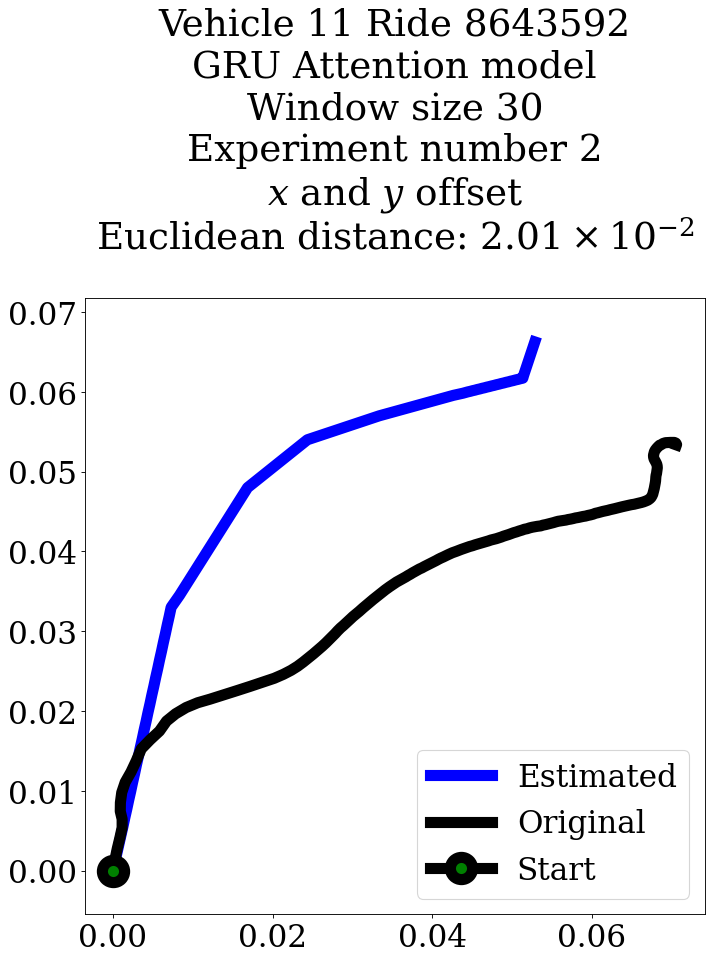 Vehicle 11 Ride 8643592
GRU Attention model
Window size 30
Experiment number 2
x and y offset
Euclidean distance: 2.01 × 10⁻²
0.07
0.06
0.05
0.04
0.03
0.02
0.01
0.00
Estimated
Original
Start
0.00 0.02 0.04 0.06